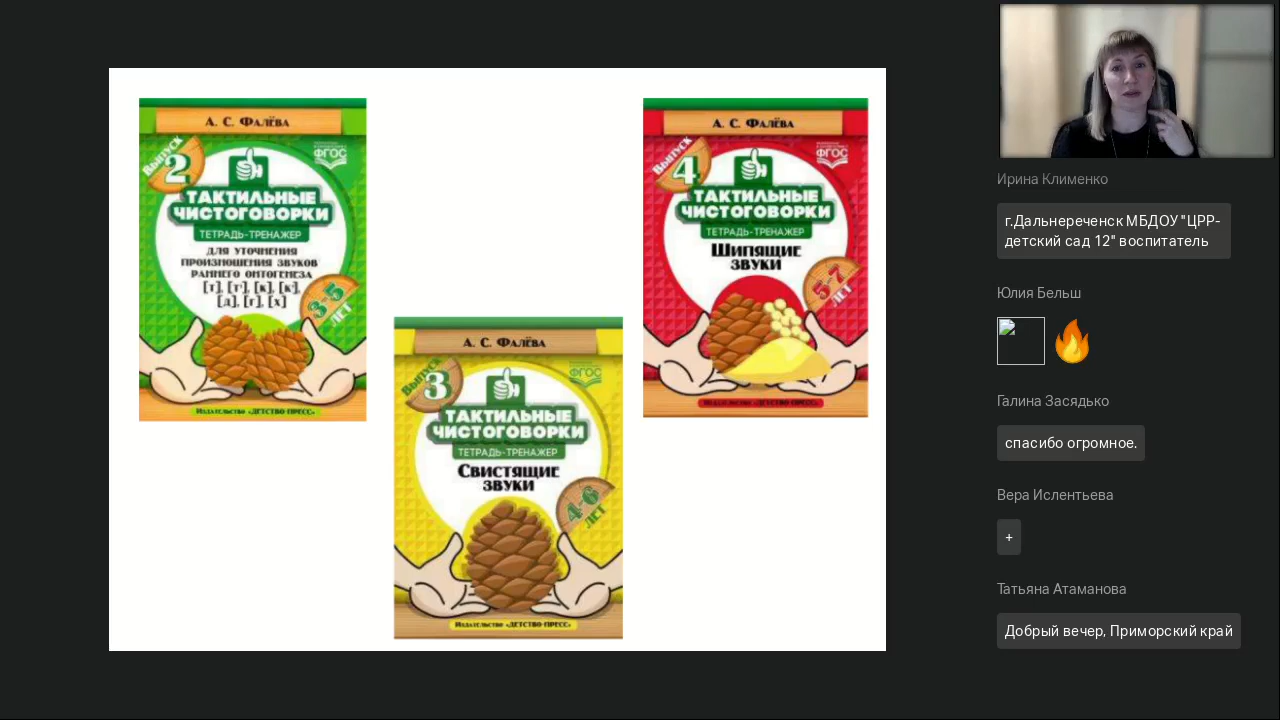 А. С. ФАЛЁВА
ВЫПУСК
2
ФГОС
ТАКТИЛЬНЫЕ
ЧИСТОГОВОРКИ
ТЕТРАДЬ-ТРЕНАЖЕР
ДЛЯ УТОЧНЕНИЯ
ПРОИЗНОШЕНИЯ ЗВУКОВ
РАННЕГО ОНТОГЕНЕЗА
3-5
ЛЕТ
Издательство «ДЕТСТВО-ПРЕСС»
А. С. ФАЛЁВА
ВЫПУСК
3
ФГОС
ТАКТИЛЬНЫЕ
ЧИСТОГОВОРКИ
ТЕТРАДЬ-ТРЕНАЖЕР
СВИСТЯЩИЕ
ЗВУКИ
4-6
ЛЕТ
Издательство «ДЕТСТВО-ПРЕСС»
А. С. ФАЛЁВА
ВЫПУСК
4
ФГОС
ТАКТИЛЬНЫЕ
ЧИСТОГОВОРКИ
ТЕТРАДЬ-ТРЕНАЖЕР
ШИПЯЩИЕ
ЗВУКИ
5-7
ЛЕТ
Издательство «ДЕТСТВО-ПРЕСС»
Ирина Клименко
г.Дальнереченск МБДОУ "ЦРР-
детский сад 12" воспитатель
Юлия Бельш
Галина Засядько
спасибо огромное.
Вера Ислентьева
+
Татьяна Атаманова
Добрый вечер, Приморский край